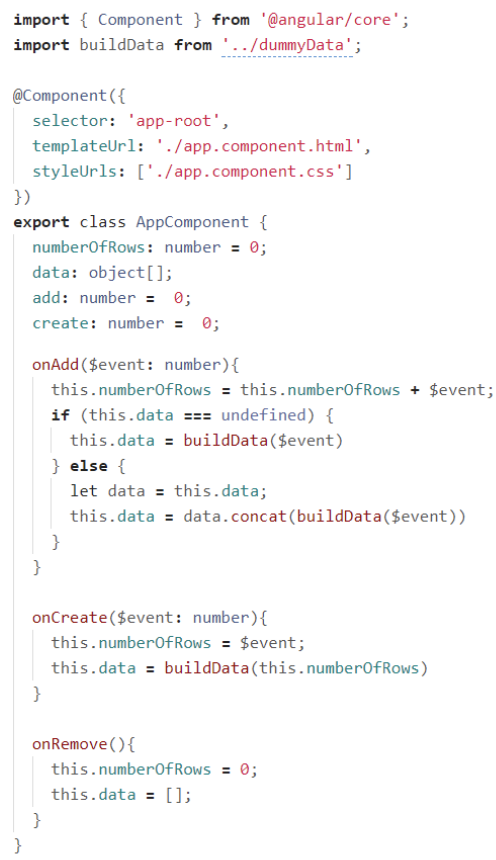 import { Component } from '@angular/core';
import buildData from '../dummyData';
@Component({
selector: 'app-root',
templateUrl: './app.component.html',
styleUrls: ['./app.component.css']
})
export class AppComponent {
numberOfRows: number = 0;
data: object[];
add: number =  0;
create: number =  0;
onAdd($event: number){
this.numberOfRows = this.numberOfRows + $event;
if (this.data === undefined) {
this.data = buildData($event)
} else {
let data = this.data;
this.data = data.concat(buildData($event))
}
}
onCreate($event: number){
this.numberOfRows = $event;
this.data = buildData(this.numberOfRows)
}
onRemove(){
this.numberOfRows = 0;
this.data = [];
}
}